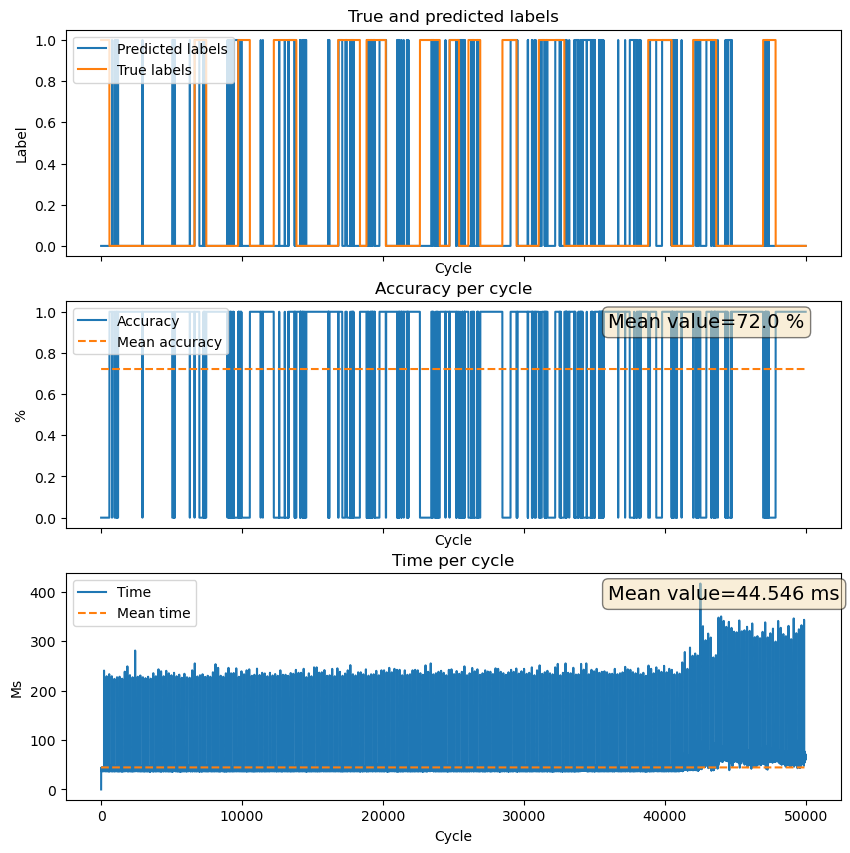 True and predicted labels
1.0
0.8
0.6
0.4
0.2
0.0
Label
Predicted labels
True labels
Cycle
Accuracy per cycle
1.0
0.8
0.6
0.4
0.2
0.0
%
Accuracy
Mean accuracy
Mean value=72.0 %
Cycle
Time per cycle
400
300
200
100
0
Ms
Time
Mean time
Mean value=44.546 ms
0 10000 20000 30000 40000 50000
Cycle